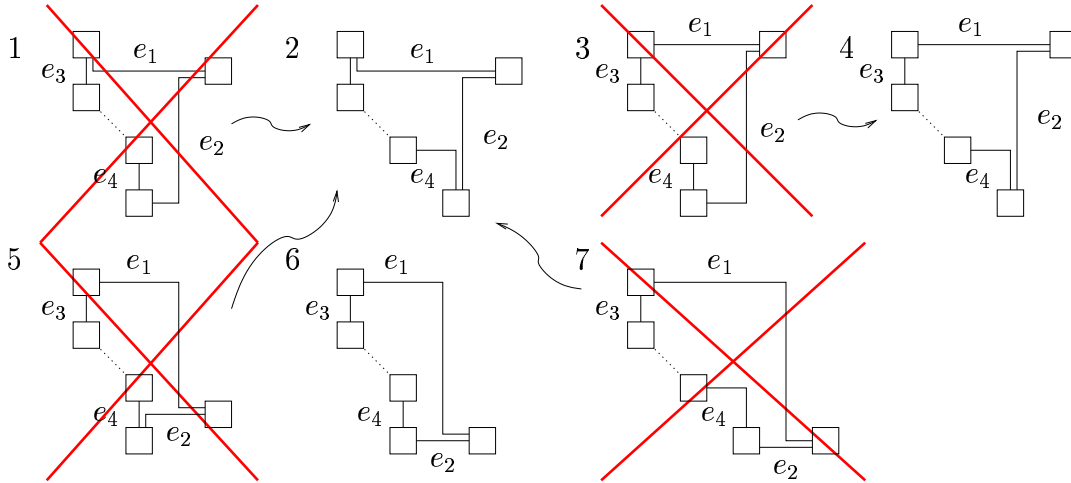 1 e₁ 2 e₁ 3 e₁ 4 e₁
e₃ e₃ e₃
e₂ e₂ e₂ e₂
e₄ e₄ e₄ e₄
5 e₁ 6 e₁ 7 e₁
e₃ e₃ e₃
e₄ e₂ e₂ e₄ e₂